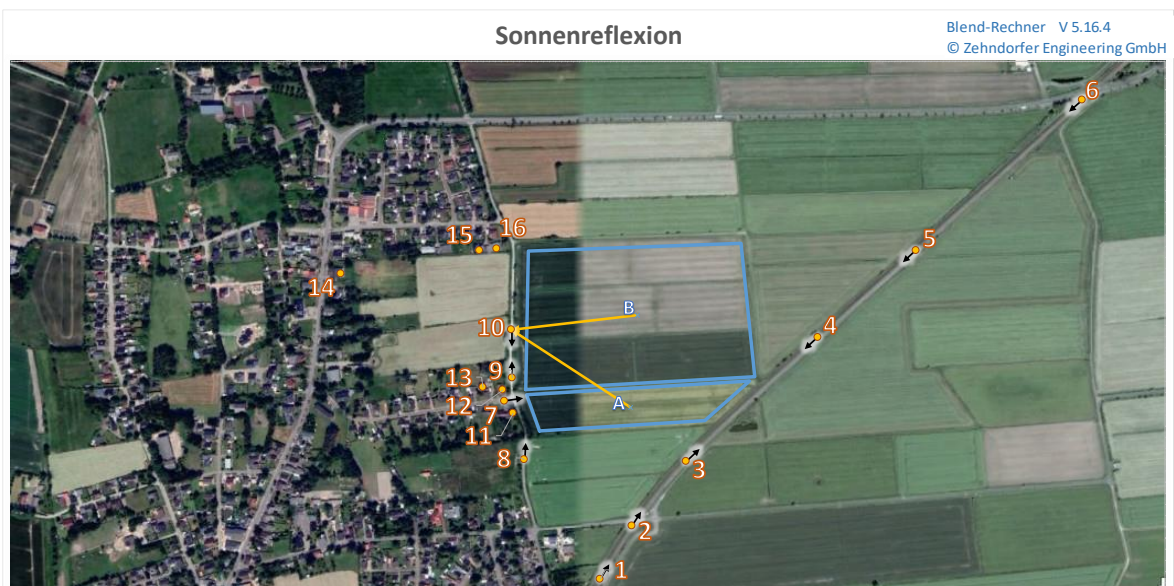 Sonnenreflexion
Blend-Rechner V 5.16.4
© Zehndorfer Engineering GmbH
6
15 16
5
14
B
10
4
13 9
A
12
7
11
8
3
2
1